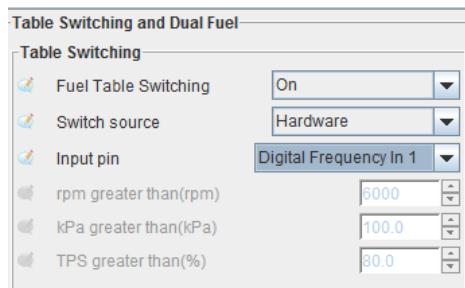 Table Switching and Dual Fuel
Table Switching
Fuel Table Switching On
Switch source Hardware
Input pin Digital Frequency In 1
rpm greater than(rpm) 6000
kPa greater than(kPa) 100.0
TPS greater than(%) 80.0